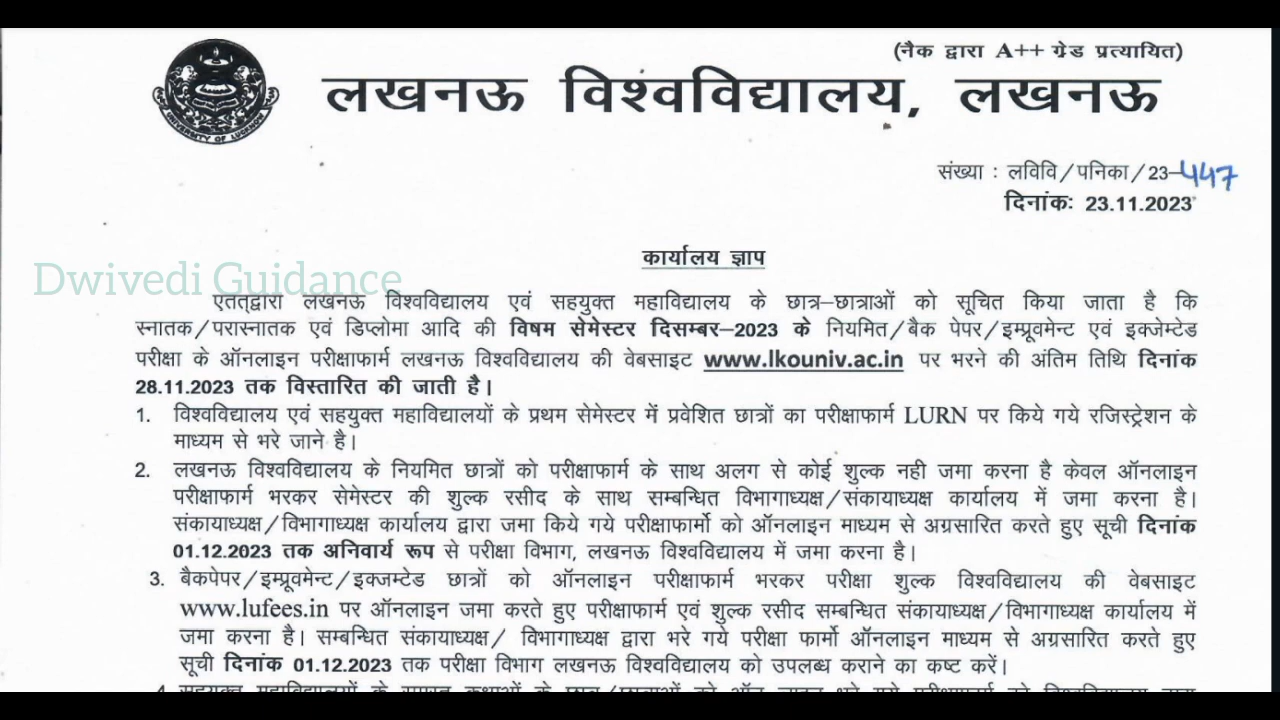 (नैक द्वारा A++ ग्रेड प्रत्यायित)
लखनऊ विश्वविद्यालय, लखनऊ
UNIVERSITY OF LUCKNOW
संख्या : लविवि/पनिका/23-447
दिनांकः 23.11.2023
कार्यालय ज्ञाप
Dwivedi Guidance
एतत्द्वारा लखनऊ विश्वविद्यालय एवं सहयुक्त महाविद्यालय के छात्र-छात्राओं को सूचित किया जाता है कि
स्नातक/परास्नातक एवं डिप्लोमा आदि की विषम सेमेस्टर दिसम्बर-2023 के नियमित/बैक पेपर/इम्प्रूवमेन्ट एवं इक्जेम्टेड
परीक्षा के ऑनलाइन परीक्षाफार्म लखनऊ विश्वविद्यालय की वेबसाइट www.lkouniv.ac.in पर भरने की अंतिम तिथि दिनांक
28.11.2023 तक विस्तारित की जाती है।
1. विश्वविद्यालय एवं सहयुक्त महाविद्यालयों के प्रथम सेमेस्टर में प्रवेशित छात्रों का परीक्षाफार्म LURN पर किये गये रजिस्ट्रेशन के
माध्यम से भरे जाने है।
2. लखनऊ विश्वविद्यालय के नियमित छात्रों को परीक्षाफार्म के साथ अलग से कोई शुल्क नही जमा करना है केवल ऑनलाइन
परीक्षाफार्म भरकर सेमेस्टर की शुल्क रसीद के साथ सम्बन्धित विभागाध्यक्ष/संकायाध्यक्ष कार्यालय में जमा करना है।
संकायाध्यक्ष/विभागाध्यक्ष कार्यालय द्वारा जमा किये गये परीक्षाफार्मो को ऑनलाइन माध्यम से अग्रसारित करते हुए सूची दिनांक
01.12.2023 तक अनिवार्य रूप से परीक्षा विभाग, लखनऊ विश्वविद्यालय में जमा करना है।
3. बैकपेपर/इम्प्रूवमेन्ट/इक्जम्टेड छात्रों को ऑनलाइन परीक्षाफार्म भरकर परीक्षा शुल्क विश्वविद्यालय की वेबसाइट
www.lufees.in पर ऑनलाइन जमा करते हुए परीक्षाफार्म एवं शुल्क रसीद सम्बन्धित संकायाध्यक्ष/विभागाध्यक्ष कार्यालय में
जमा करना है। सम्बन्धित संकायाध्यक्ष/ विभागाध्यक्ष द्वारा भरे गये परीक्षा फार्मो ऑनलाइन माध्यम से अग्रसारित करते हुए
सूची दिनांक 01.12.2023 तक परीक्षा विभाग लखनऊ विश्वविद्यालय को उपलब्ध कराने का कष्ट करें।